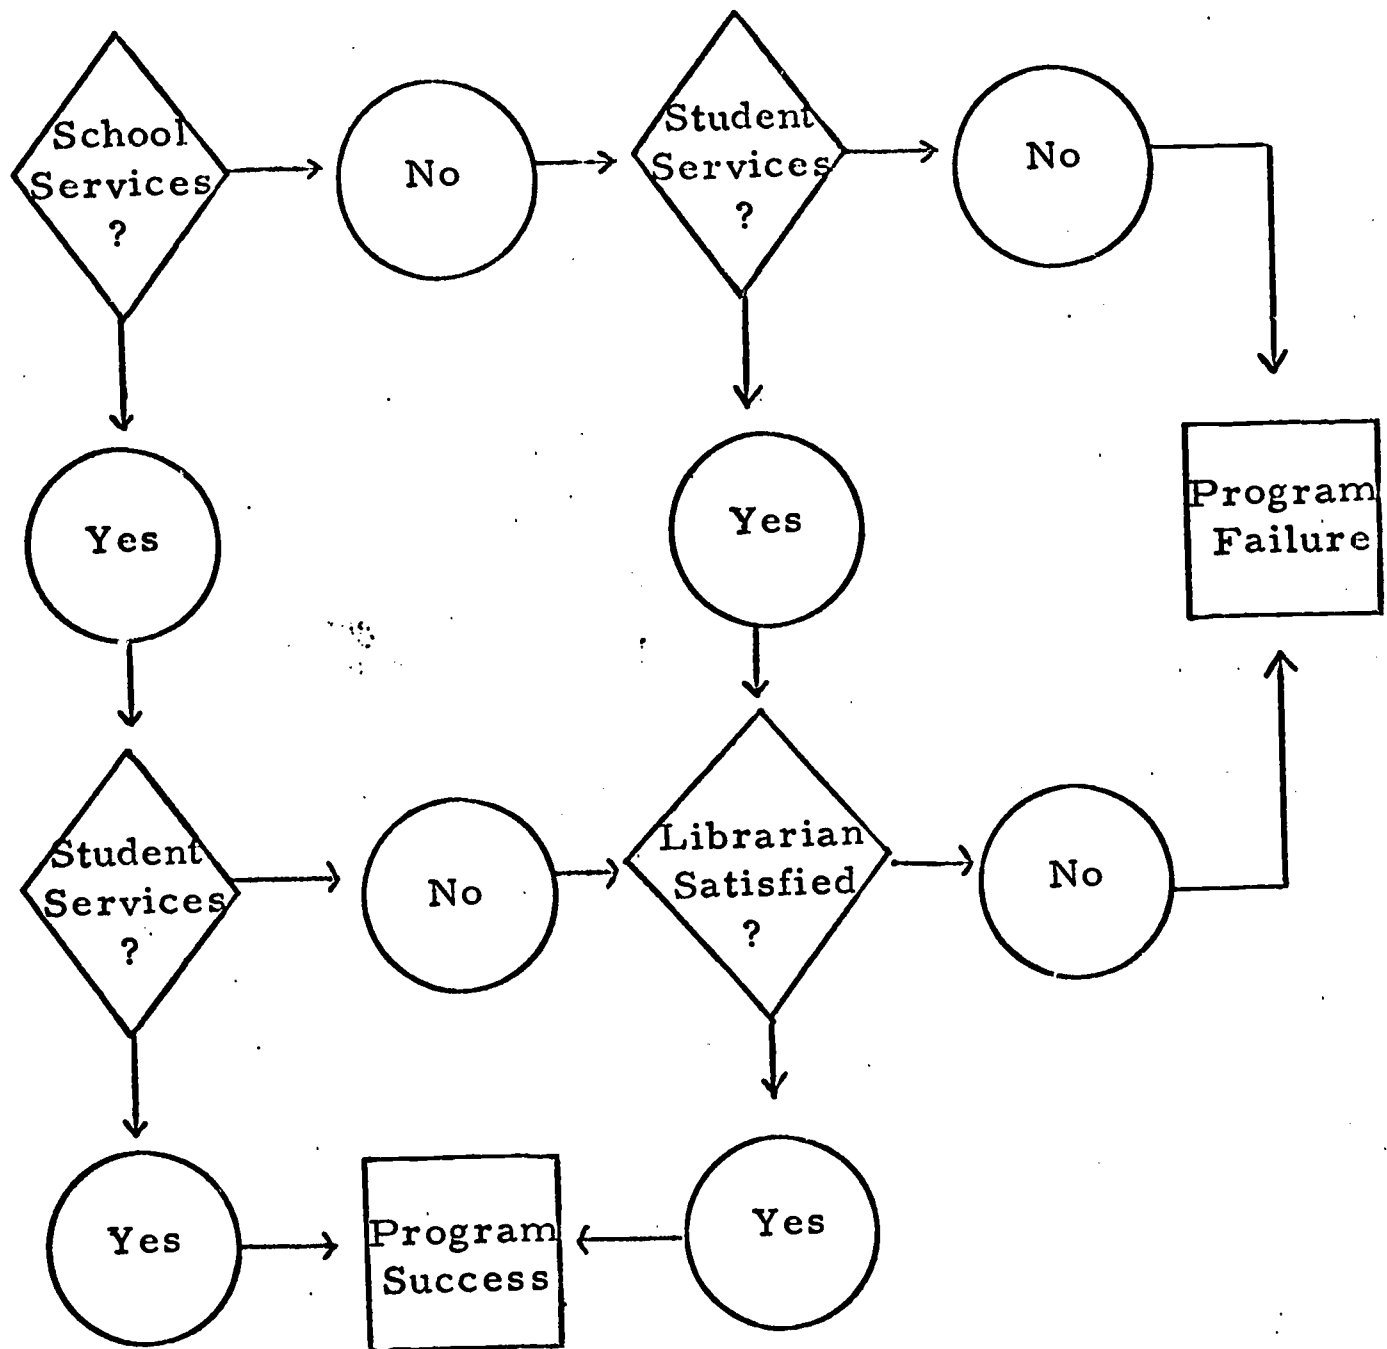 School
Services
?
No
Student
Services
?
No
Yes
Yes
Program
Failure
Student
Services
?
No
Librarian
Satisfied
?
No
Yes
Program
Success
Yes